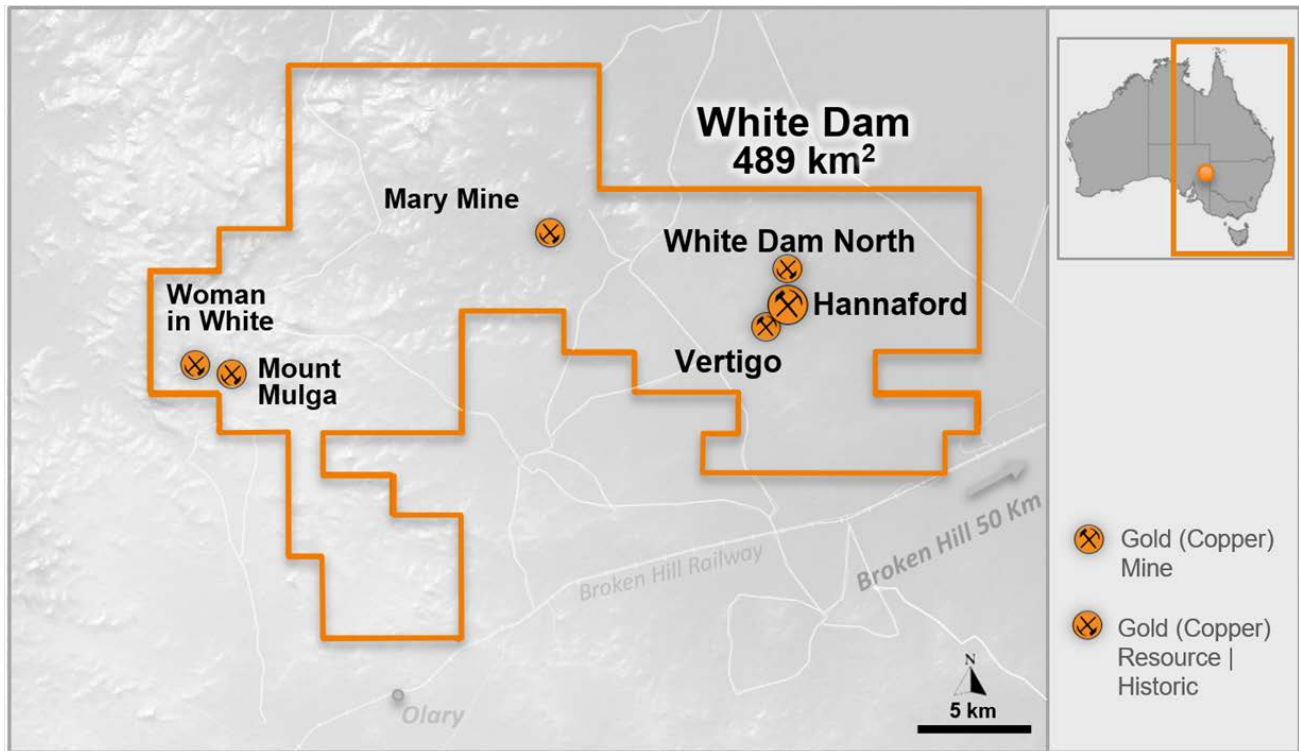 White Dam
489 km²
Mary Mine
White Dam North
Hannaford
Woman
in White
Vertigo
Mount
Mulga
Broken Hill 50 Km
Broken Hill Railway
Olary
N
5 km
Gold (Copper)
Mine
Gold (Copper)
Resource |
Historic